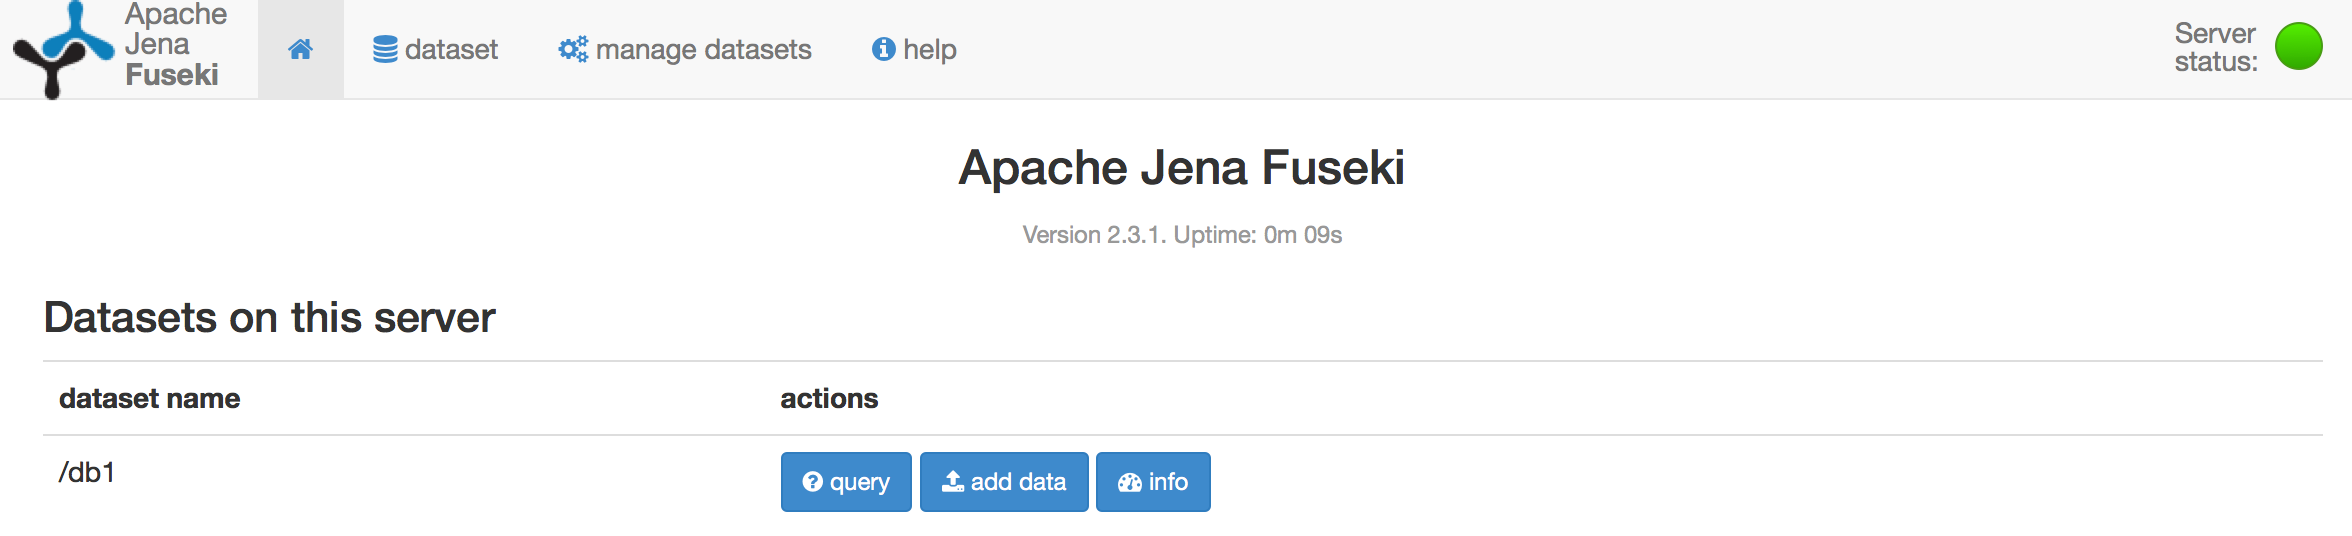 Apache
Jena
Fuseki
dataset
manage datasets
help
Server
status:
Apache Jena Fuseki
Version 2.3.1. Uptime: 0m 09s
Datasets on this server
dataset name actions
/db1 query add data info